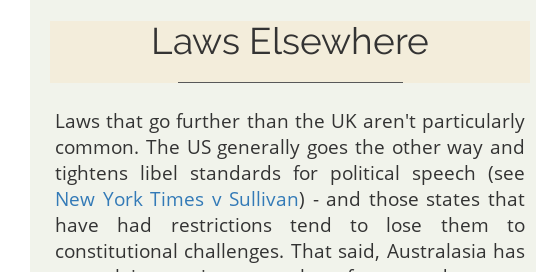 Laws Elsewhere
Laws that go further than the UK aren't particularly
common. The US generally goes the other way and
tightens libel standards for political speech (see
New York Times v Sullivan) - and those states that
have had restrictions tend to lose them to
constitutional challenges. That said, Australasia has